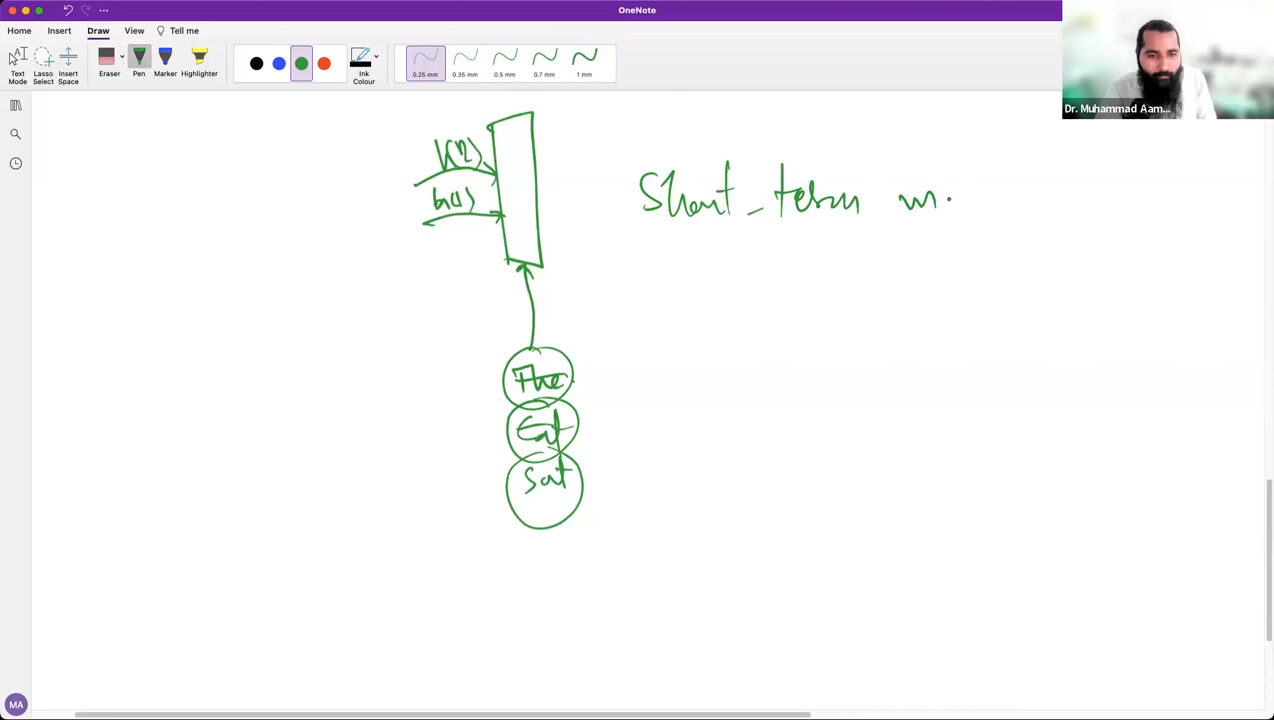 OneNote
Home Insert Draw View Tell me
Text Mode Lasso Select Insert Space Eraser Pen Marker Highlighter Ink Colour 0.25 mm 0.35 mm 0.5 mm 0.7 mm 1 mm
Dr. Muhammad Aam...
h(2)
h(1)
Short-term m
The
Cat
Sat
MA